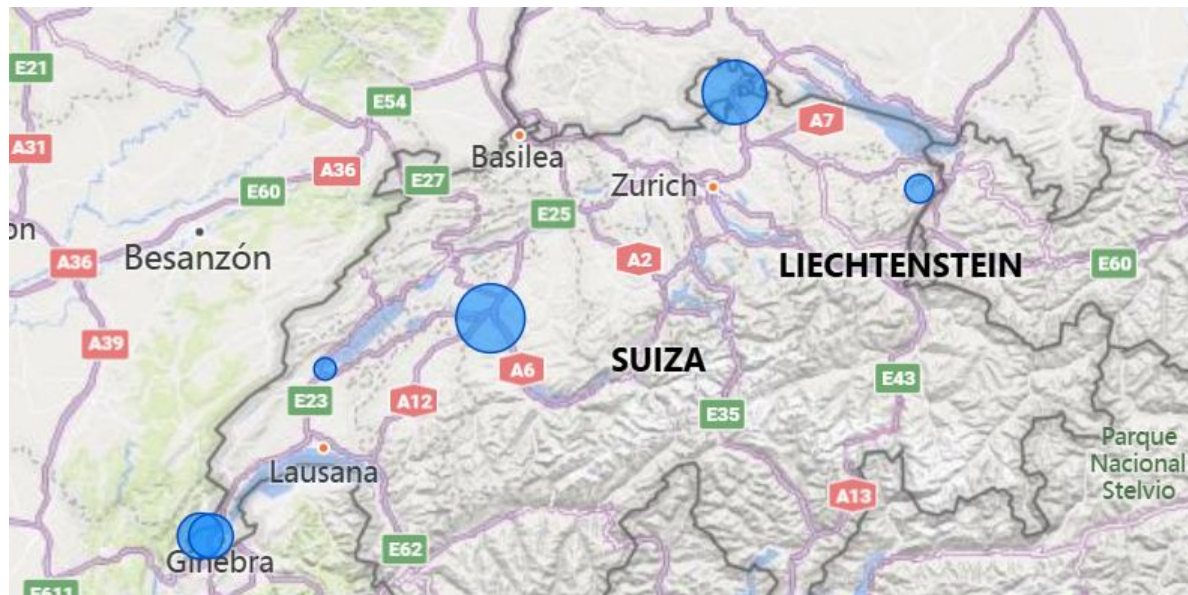 E21
E54
A7
A31
Basilea
A36
E27
Zurich
E60
E25
on
Besanzón
A36
A2
LIECHTENSTEIN
E60
A39
SUIZA
A6
E43
E23
A12
E35
Parque
Nacional
Stelvio
Lausana
A13
Ginebra
E62
E611